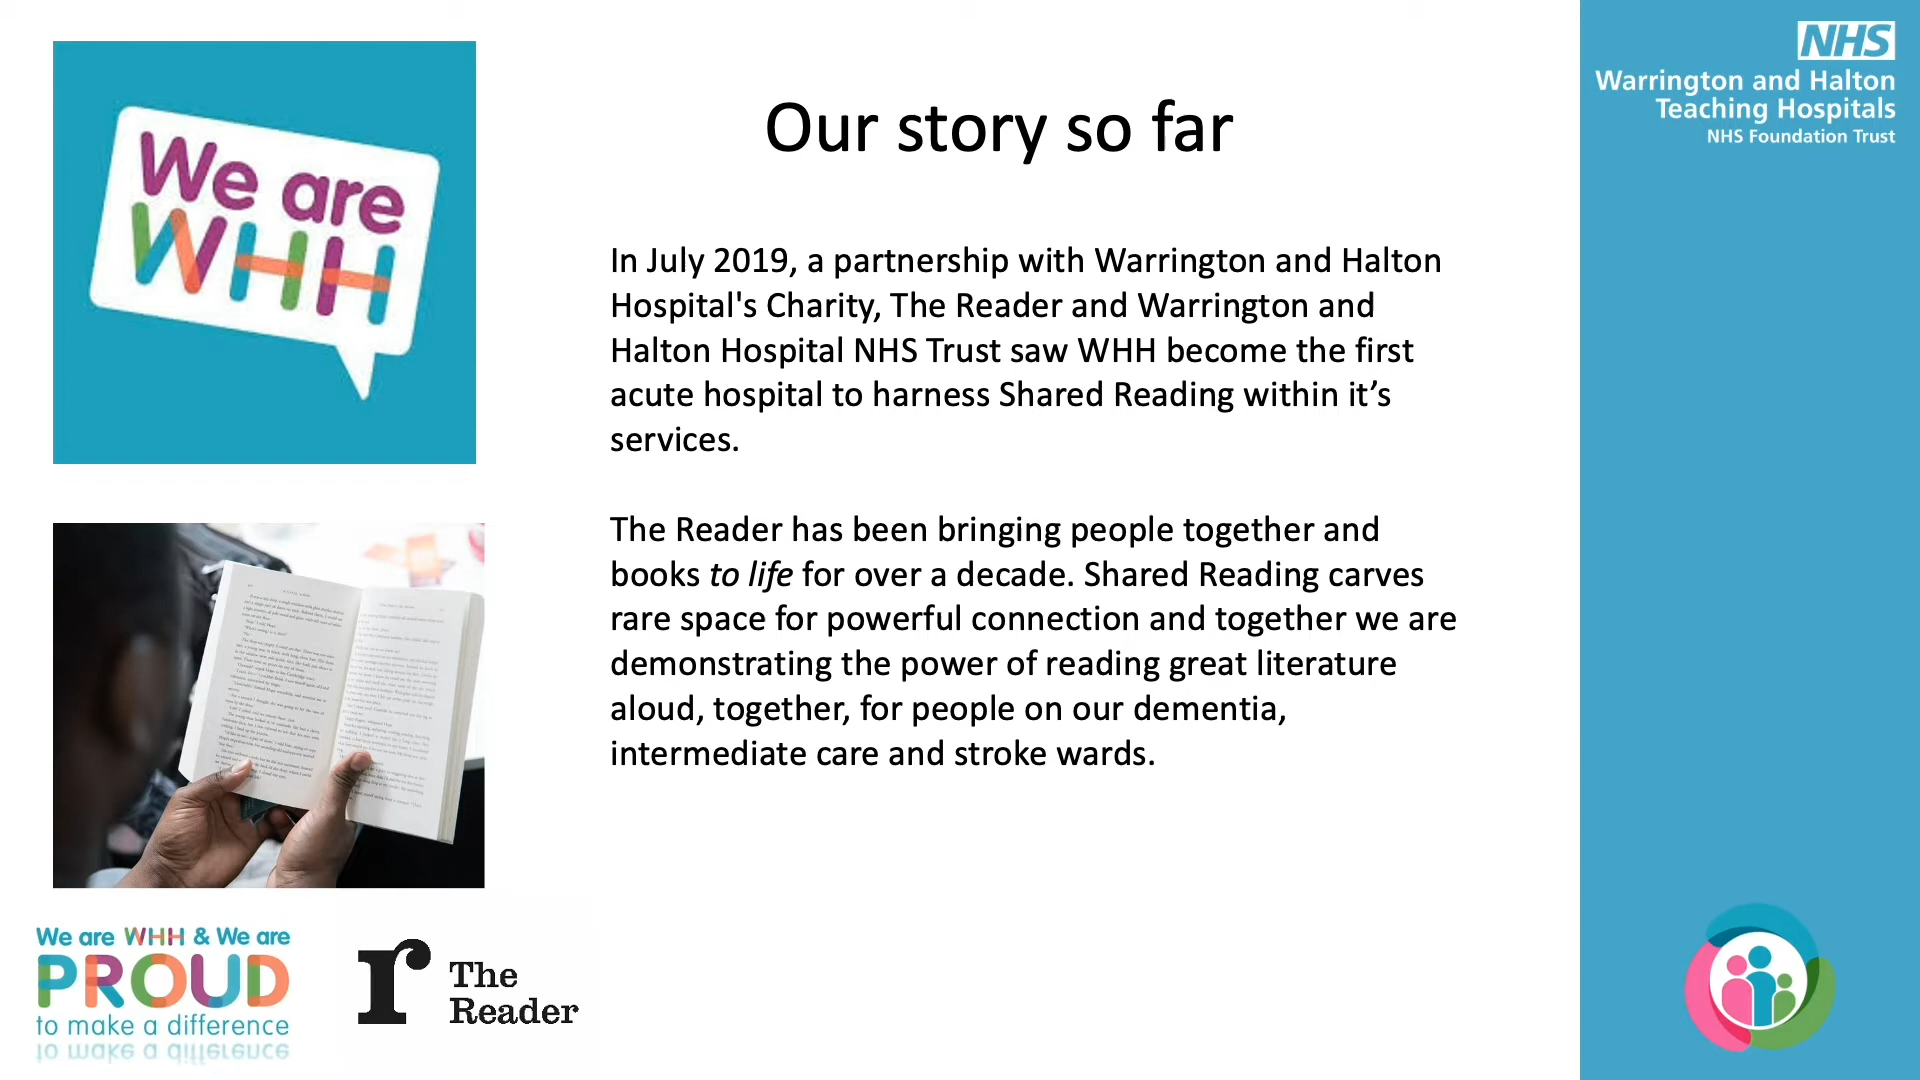 We are
WHH
Our story so far
In July 2019, a partnership with Warrington and Halton
Hospital's Charity, The Reader and Warrington and
Halton Hospital NHS Trust saw WHH become the first
acute hospital to harness Shared Reading within it’s
services.
The Reader has been bringing people together and
books to life for over a decade. Shared Reading carves
rare space for powerful connection and together we are
demonstrating the power of reading great literature
aloud, together, for people on our dementia,
intermediate care and stroke wards.
NHS
Warrington and Halton
Teaching Hospitals
NHS Foundation Trust
We are WHH & We are
PROUD
to make a difference
The
Reader